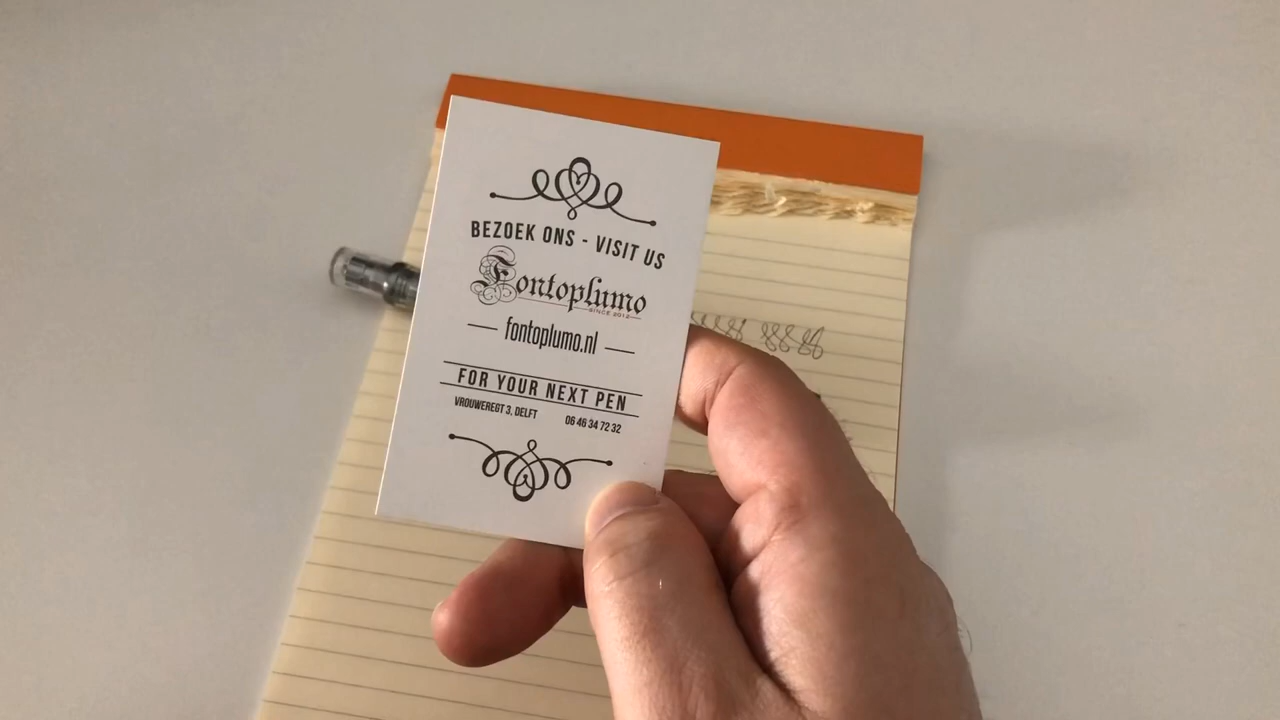 BEZOEK ONS - VISIT US
Fontoplumo
SINCE 2012
fontoplumo.nl
FOR YOUR NEXT PEN
VROUWEREGT 3, DELFT 06 46 34 72 32